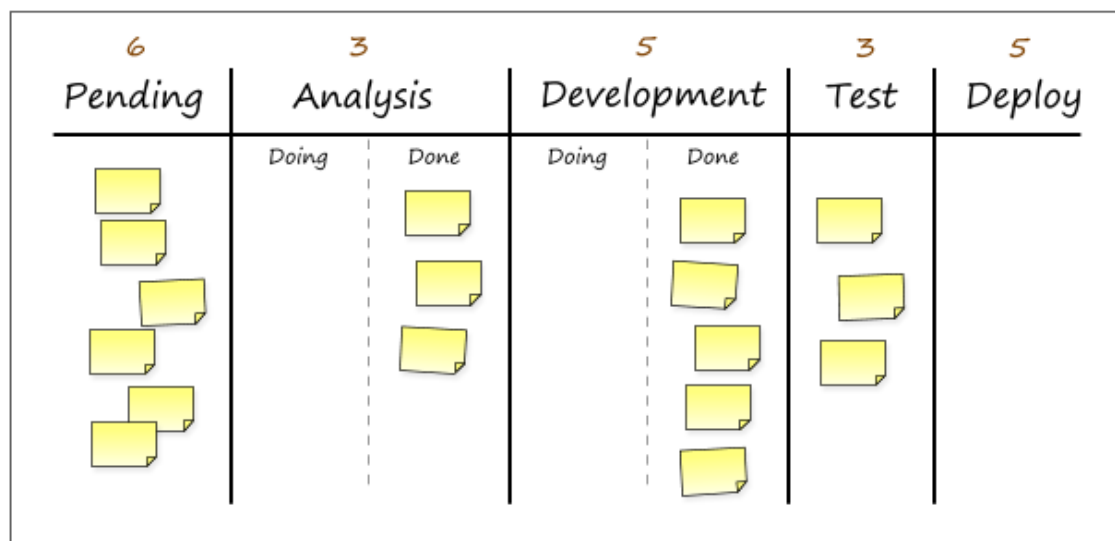 6 3 5 3 5
Pending Analysis Development Test Deploy
Doing Done Doing Done